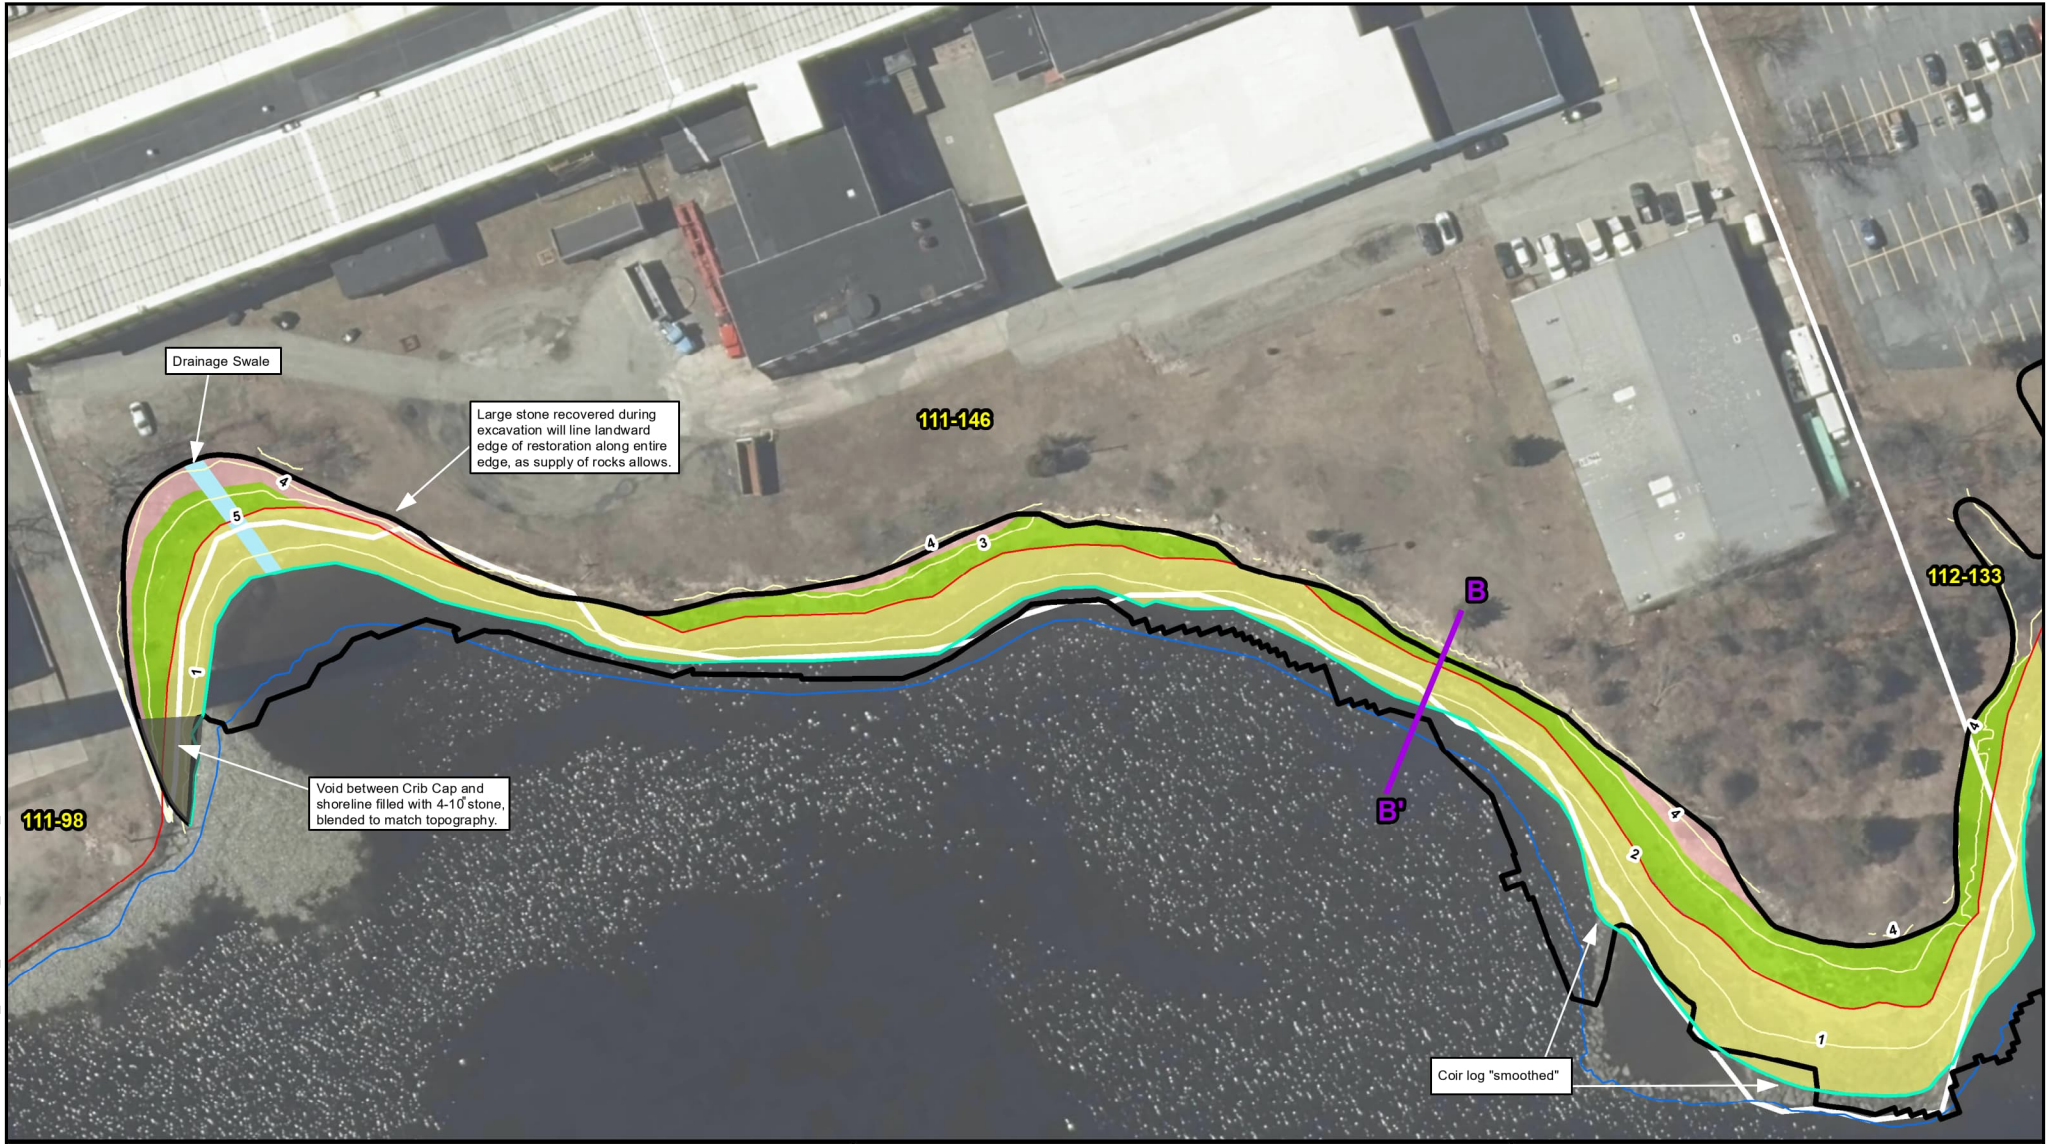 Drainage Swale
Large stone recovered during
excavation will line landward
edge of restoration along entire
edge, as supply of rocks allows.
111-146
4
5
4
3
112-133
B
1
4
Void between Crib Cap and
shoreline filled with 4-10" stone,
blended to match topography.
B'
111-98
4
2
4
1
Coir log "smoothed"